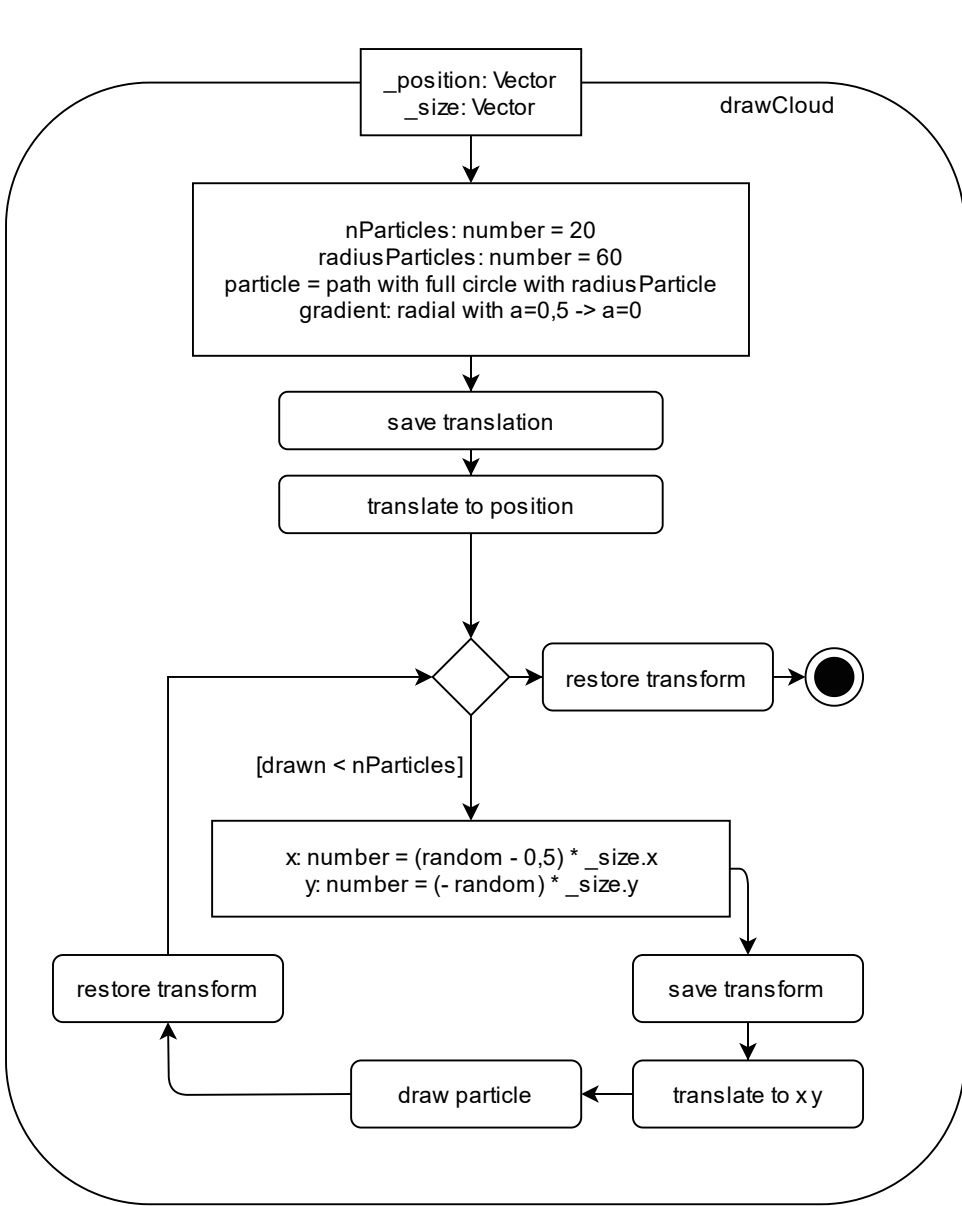 _position: Vector
_size: Vector
drawCloud
nParticles: number = 20
radiusParticles: number = 60
particle = path with full circle with radiusParticle
gradient: radial with a=0,5 -> a=0
save translation
translate to position
restore transform
[drawn < nParticles]
x: number = (random - 0,5) * _size.x
y: number = (- random) * _size.y
restore transform
save transform
draw particle
translate to x y